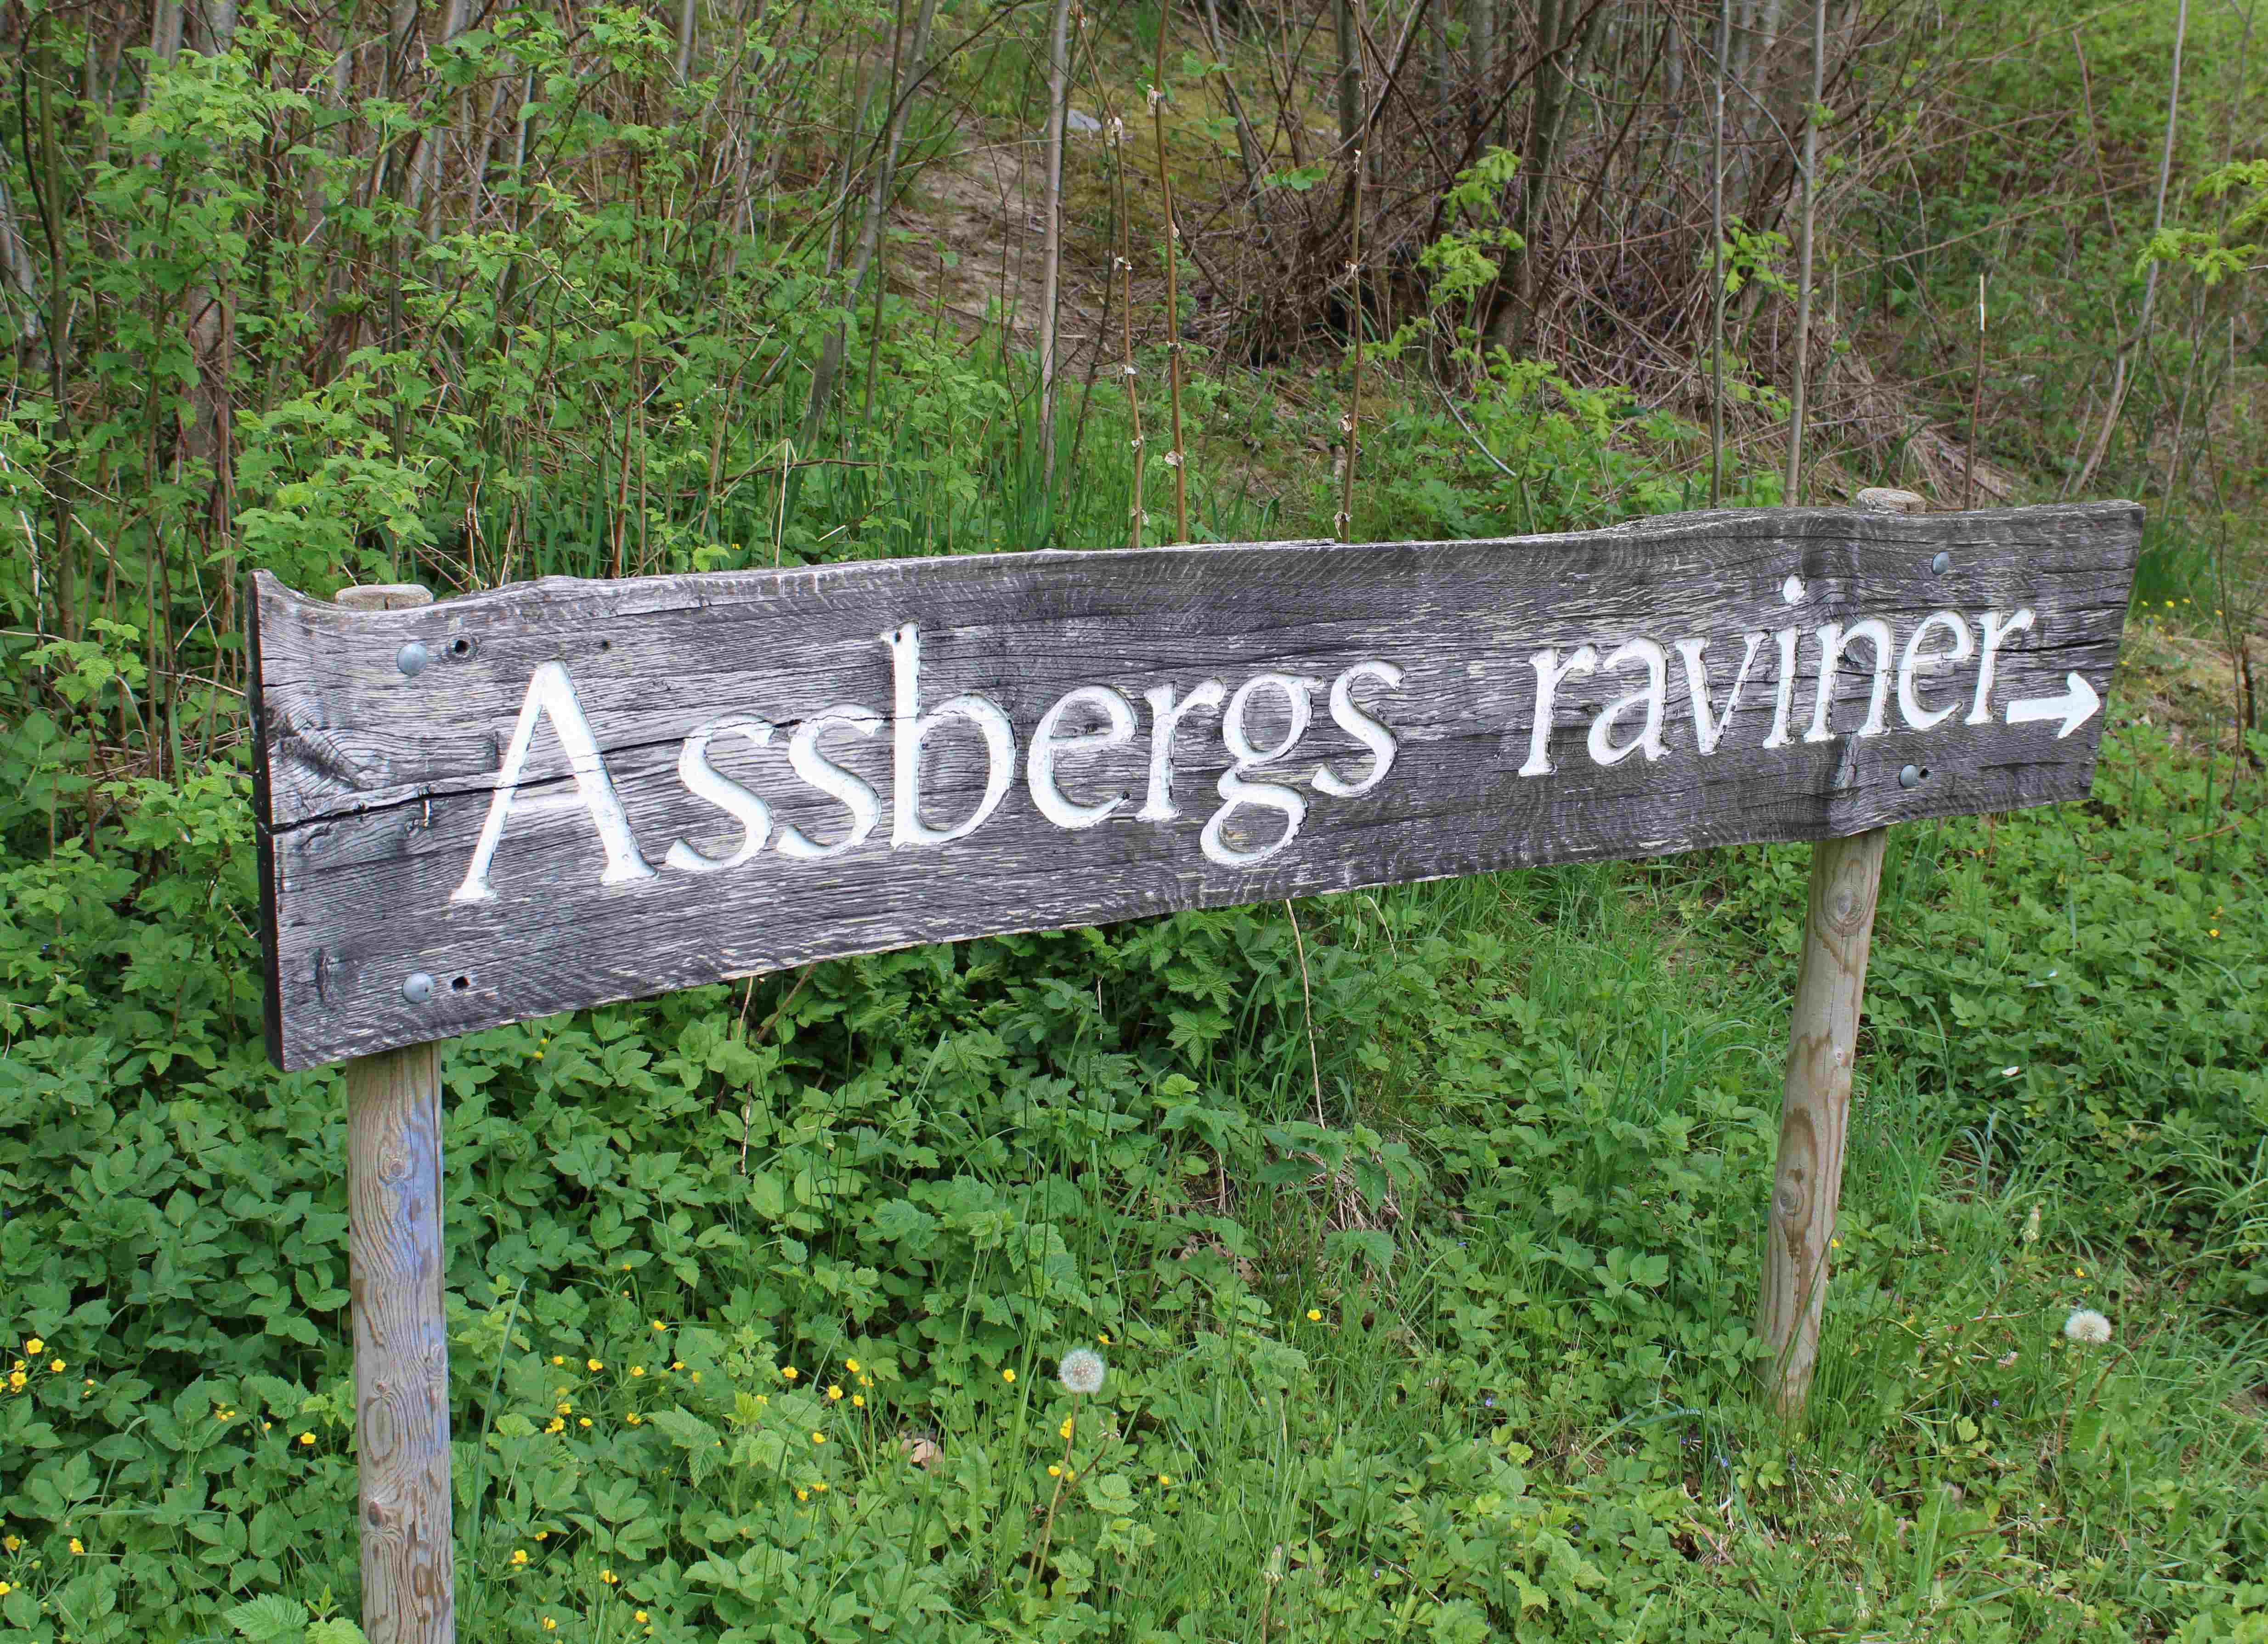 Assbergs raviner →